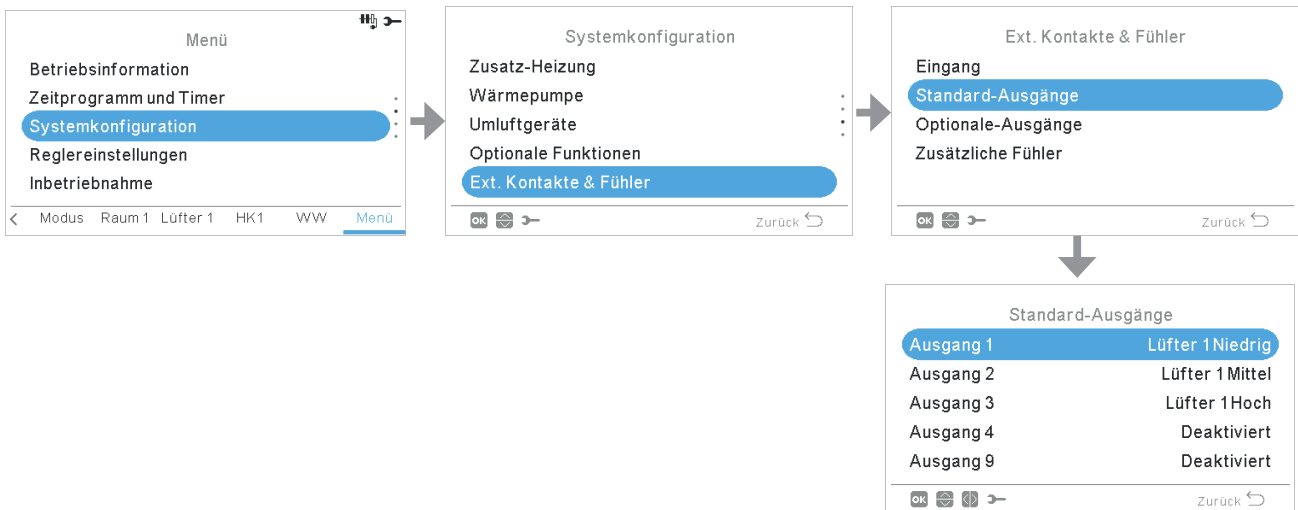 Menü
Betriebsinformation
Zeitprogramm und Timer
Systemkonfiguration
Reglereinstellungen
Inbetriebnahme
< Modus Raum 1 Lüfter 1 HK1 WW Menü
Systemkonfiguration
Zusatz-Heizung
Wärmepumpe
Umluftgeräte
Optionale Funktionen
Ext. Kontakte & Fühler
OK Zurück
Ext. Kontakte & Fühler
Eingang
Standard-Ausgänge
Optionale-Ausgänge
Zusätzliche Fühler
OK Zurück
Standard-Ausgänge
Ausgang 1 Lüfter 1 Niedrig
Ausgang 2 Lüfter 1 Mittel
Ausgang 3 Lüfter 1 Hoch
Ausgang 4 Deaktiviert
Ausgang 9 Deaktiviert
OK Zurück